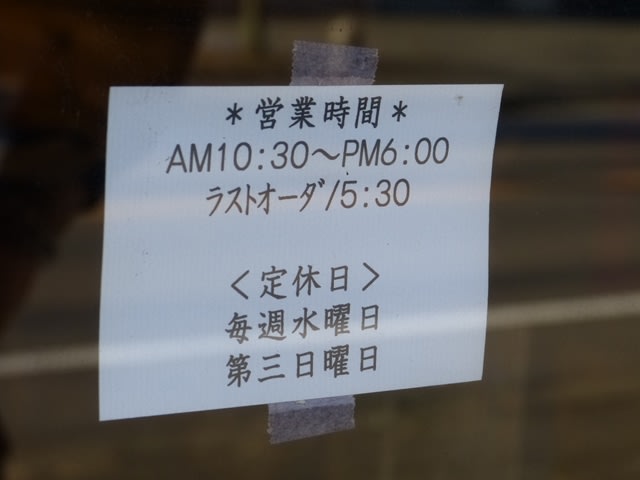 ＊営業時間＊
AM10:30～PM6:00
ﾗｽﾄｵｰﾀﾞ/5:30
＜定休日＞
毎週水曜日
第三日曜日